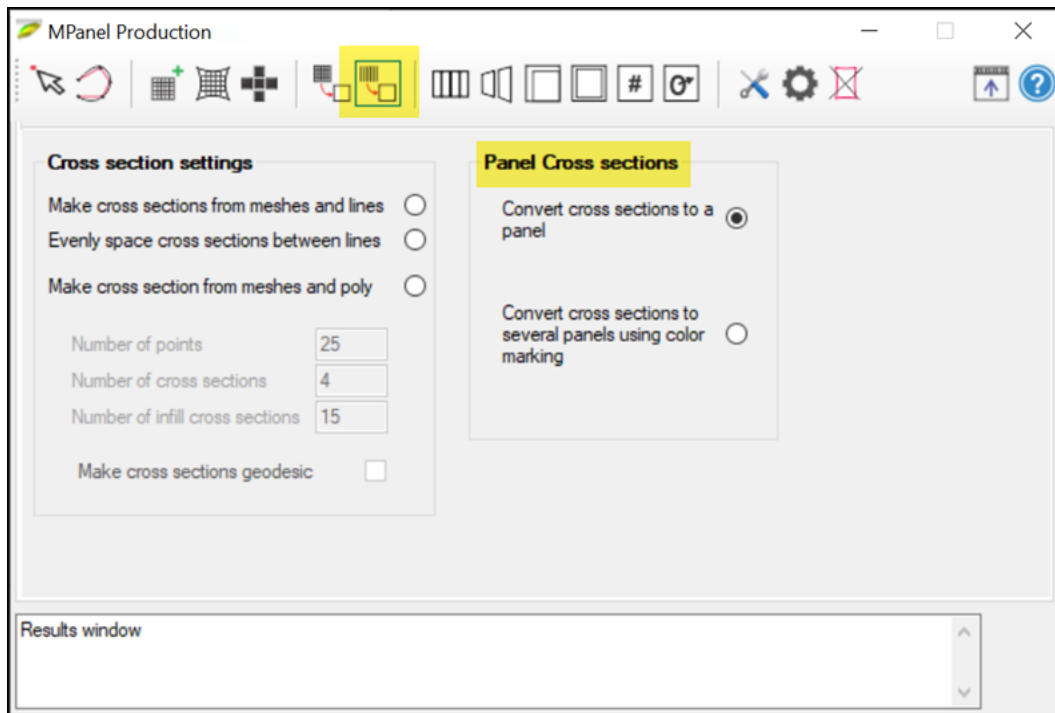 MPanel Production
#
?
Cross section settings
Make cross sections from meshes and lines
Evenly space cross sections between lines
Make cross section from meshes and poly
Number of points 25
Number of cross sections 4
Number of infill cross sections 15
Make cross sections geodesic
Panel Cross sections
Convert cross sections to a
panel
Convert cross sections to
several panels using color
marking
Results window